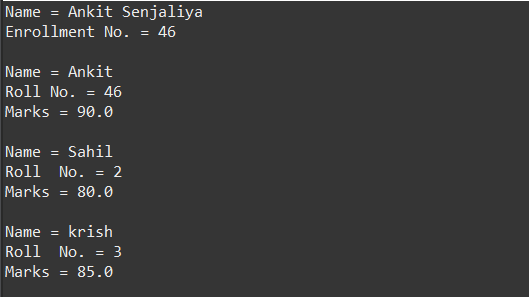 Name = Ankit Senjaliya
Enrollment No. = 46
Name = Ankit
Roll No. = 46
Marks = 90.0
Name = Sahil
Roll  No. = 2
Marks = 80.0
Name = krish
Roll  No. = 3
Marks = 85.0